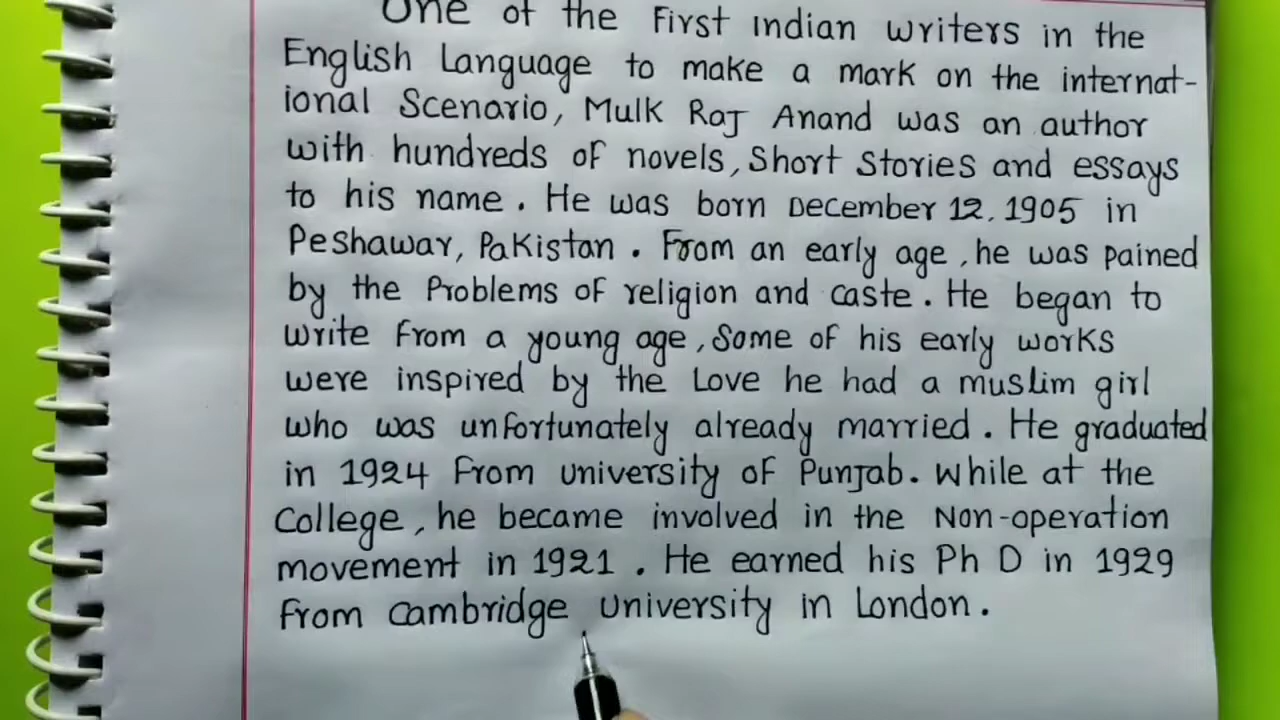 One of the First Indian writers in the
English Language to make a mark on the internat-
ional Scenario, Mulk Raj Anand was an author
with hundreds of novels, Short Stories and essays
to his name. He was born December 12, 1905 in
Peshawar, Pakistan. From an early age, he was pained
by the Problems of religion and caste. He began to
write from a young age, Some of his early works
were inspired by the Love he had a muslim girl
who was unfortunately already married. He graduated
in 1924 From university of Punjab. While at the
College, he became involved in the Non-operation
movement in 1921. He earned his Ph D in 1929
from Cambridge University in London.